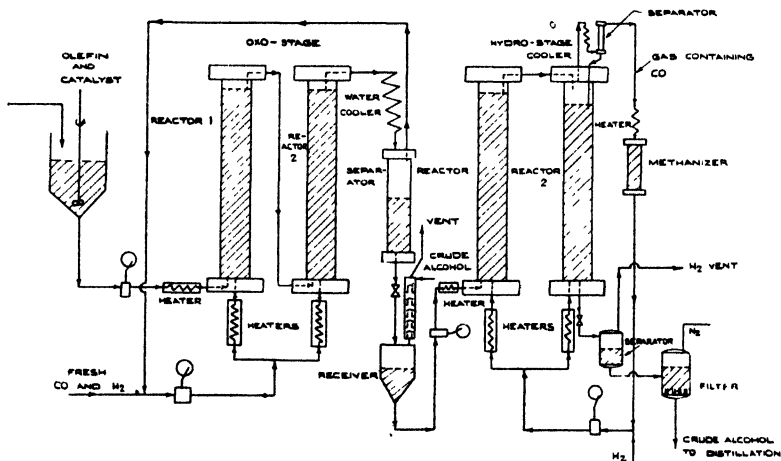 OLEFIN
AND
CATALYST
OXO-STAGE
REACTOR 1
RE-
ACTOR
2
WATER
COOLER
SEPAR-
ATOR
HEATER
HEATERS
FRESH
CO AND H2
VENT
CRUDE
ALCOHOL
RECEIVER
HYDRO-STAGE
COOLER
C
SEPARATOR
GAS CONTAINING
CO
REACTOR
REACTOR
2
HEATER
METHANIZER
HEATER
HEATERS
H2 VENT
SEPARATOR
N2
FILTER
CRUDE ALCOHOL
TO DISTILLATION
H2